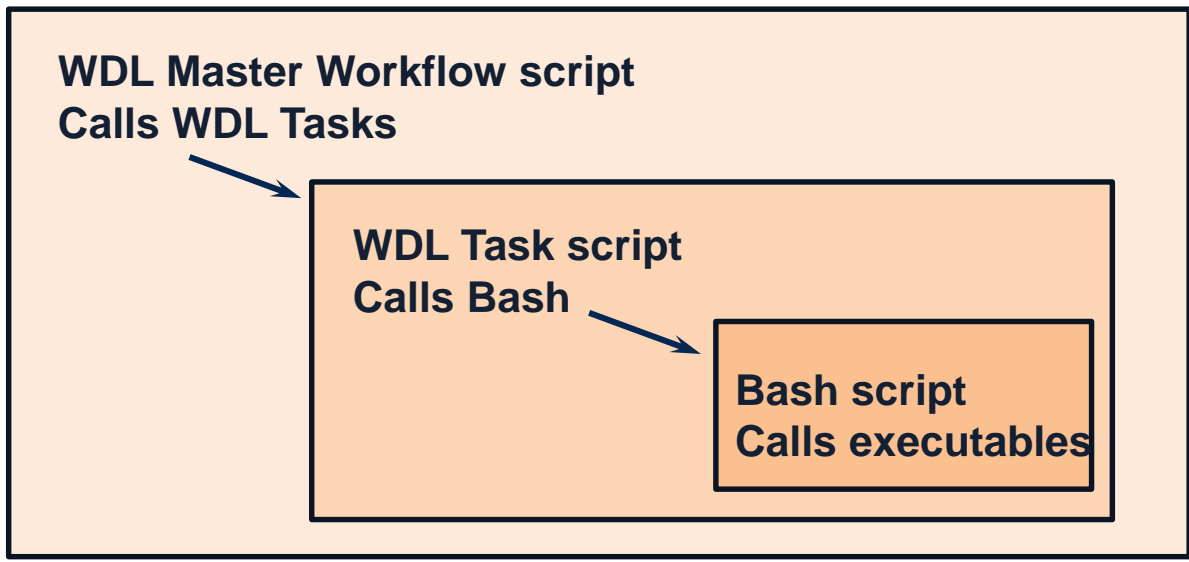 WDL Master Workflow script
Calls WDL Tasks
WDL Task script
Calls Bash
Bash script
Calls executables